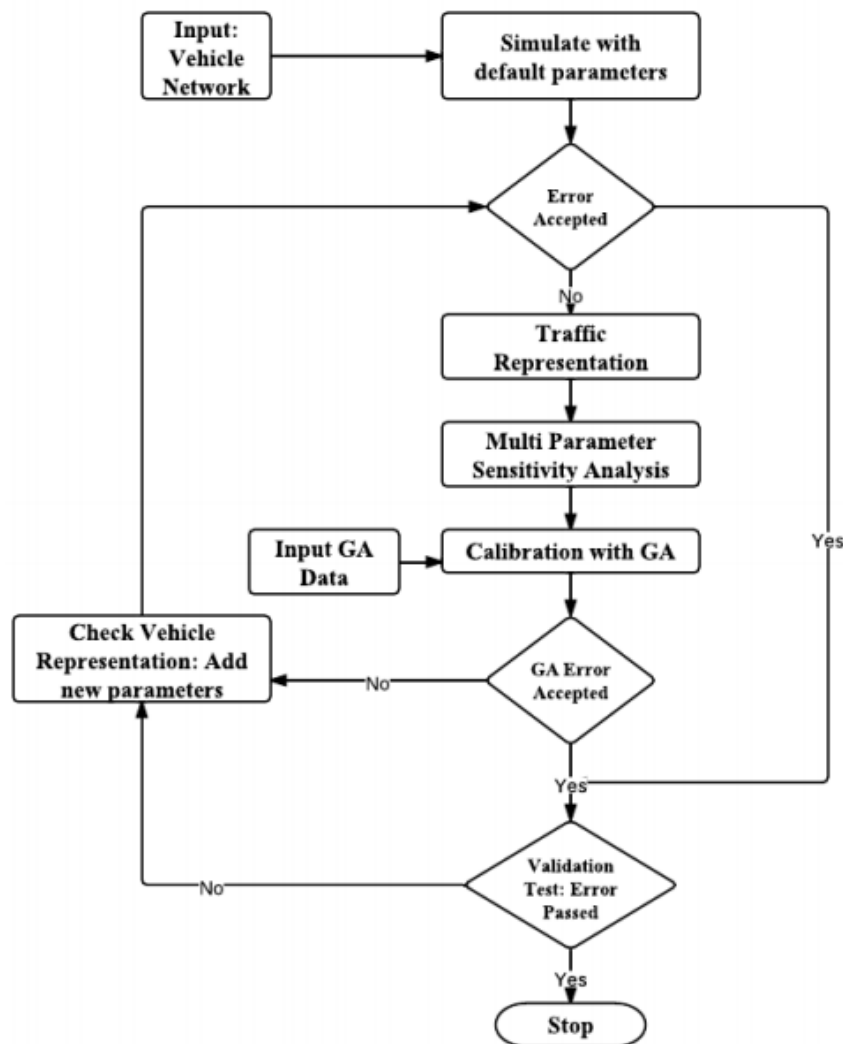 Input:
Vehicle
Network
Simulate with
default parameters
Error
Accepted
No
Traffic
Representation
Multi Parameter
Sensitivity Analysis
Yes
Input GA
Data
Calibration with GA
Check Vehicle
Representation: Add
new parameters
GA Error
Accepted
No
Yes
Validation
Test: Error
Passed
No
Yes
Stop